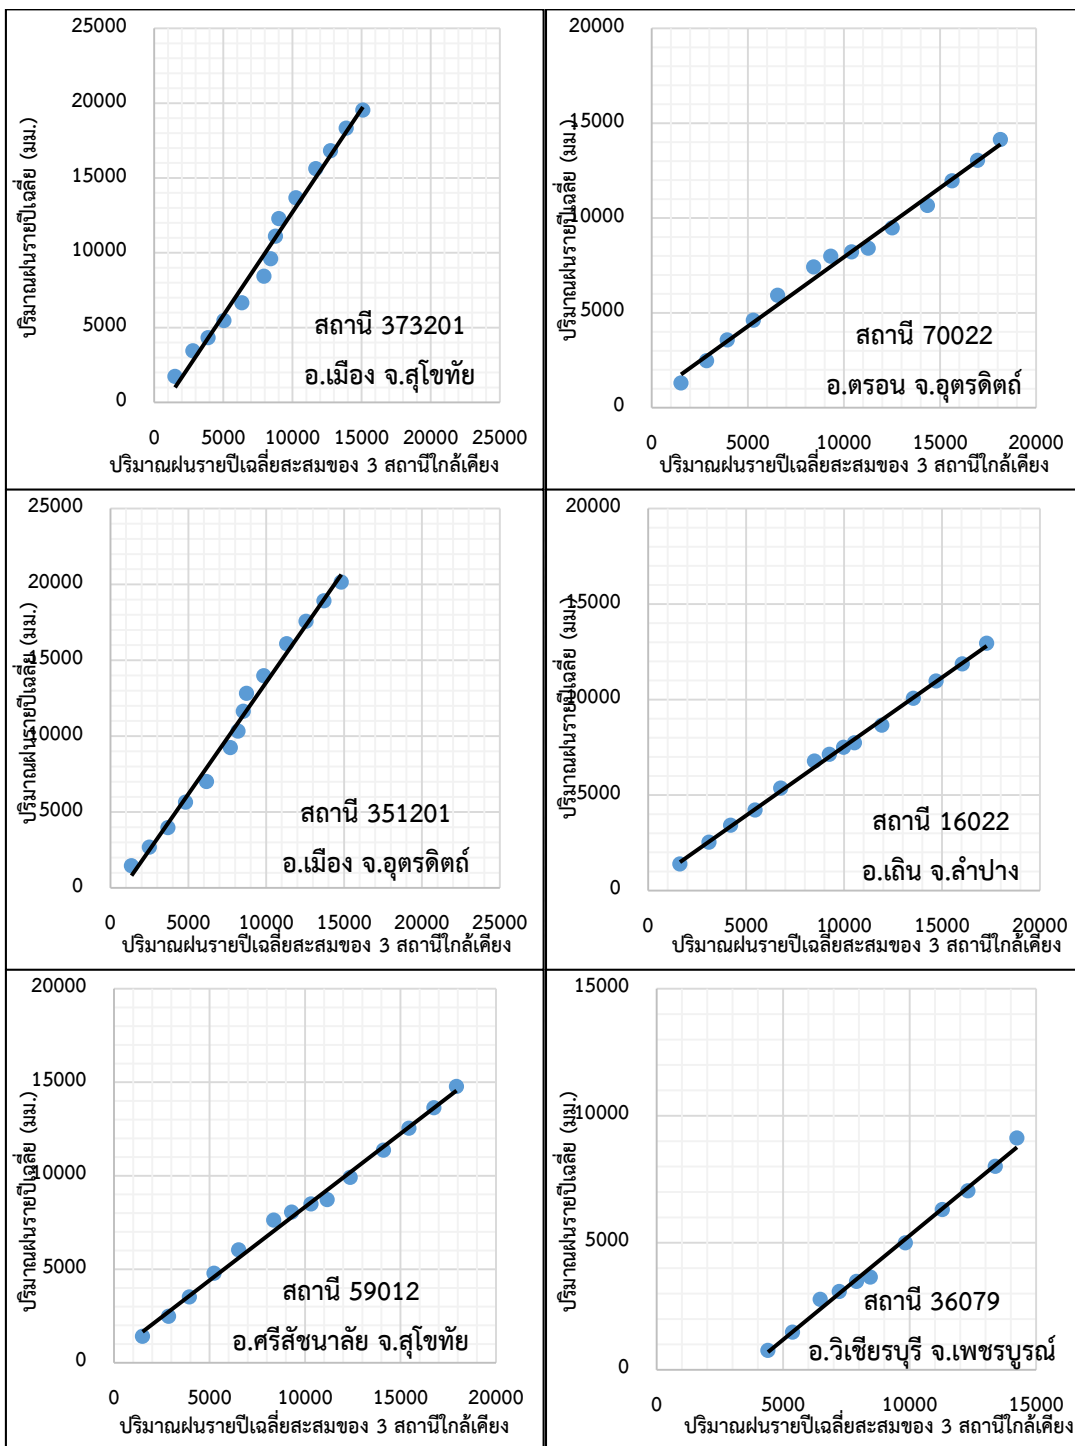 25000
20000
15000
10000
5000
0
0 5000 10000 15000 20000 25000
ปริมาณฝนรายปีเฉลี่ย (มม.)
สถานี 373201
อ.เมือง จ.สุโขทัย
ปริมาณฝนรายปีเฉลี่ยสะสมของ 3 สถานีใกล้เคียง
20000
15000
10000
5000
0
0 5000 10000 15000 20000
ปริมาณฝนรายปีเฉลี่ย (มม.)
สถานี 70022
อ.ตรอน จ.อุตรดิตถ์
ปริมาณฝนรายปีเฉลี่ยสะสมของ 3 สถานีใกล้เคียง
25000
20000
15000
10000
5000
0
0 5000 10000 15000 20000 25000
ปริมาณฝนรายปีเฉลี่ย (มม.)
สถานี 351201
อ.เมือง จ.อุตรดิตถ์
ปริมาณฝนรายปีเฉลี่ยสะสมของ 3 สถานีใกล้เคียง
20000
15000
10000
5000
0
0 5000 10000 15000 20000
ปริมาณฝนรายปีเฉลี่ย (มม.)
สถานี 16022
อ.เถิน จ.ลำปาง
ปริมาณฝนรายปีเฉลี่ยสะสมของ 3 สถานีใกล้เคียง
20000
15000
10000
5000
0
0 5000 10000 15000 20000
ปริมาณฝนรายปีเฉลี่ย (มม.)
สถานี 59012
อ.ศรีสัชนาลัย จ.สุโขทัย
ปริมาณฝนรายปีเฉลี่ยสะสมของ 3 สถานีใกล้เคียง
15000
10000
5000
0
0 5000 10000 15000
ปริมาณฝนรายปีเฉลี่ย (มม.)
สถานี 36079
อ.วิเชียรบุรี จ.เพชรบูรณ์
ปริมาณฝนรายปีเฉลี่ยสะสมของ 3 สถานีใกล้เคียง